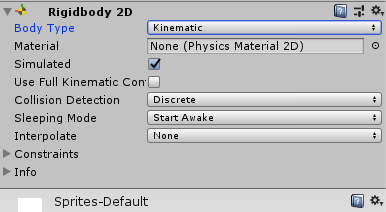 Rigidbody 2D
Body Type Kinematic
Material None (Physics Material 2D)
Simulated
Use Full Kinematic Con
Collision Detection Discrete
Sleeping Mode Start Awake
Interpolate None
Constraints
Info
Sprites-Default